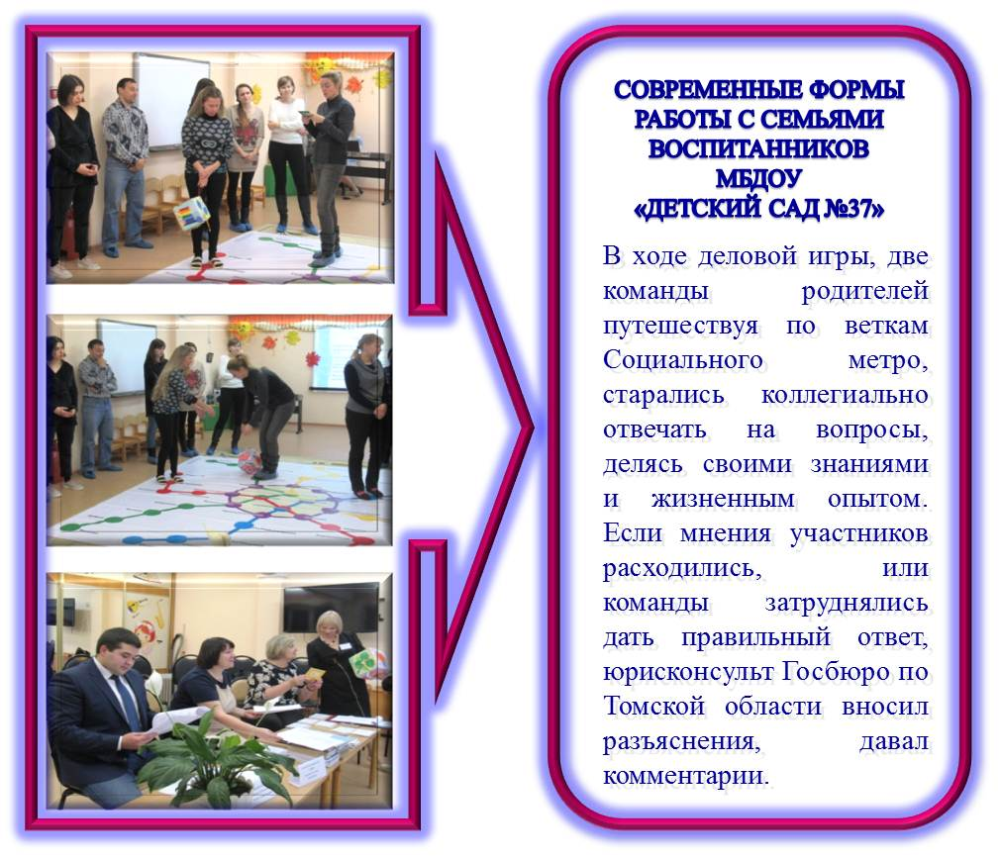 СОВРЕМЕННЫЕ ФОРМЫ
РАБОТЫ С СЕМЬЯМИ
ВОСПИТАННИКОВ
МБДОУ
«ДЕТСКИЙ САД №37»
В ходе деловой игры, две
команды родителей
путешествуя по веткам
Социального метро,
старались коллегиально
отвечать на вопросы,
делясь своими знаниями
и жизненным опытом.
Если мнения участников
расходились, или
команды затруднялись
дать правильный ответ,
юрисконсульт Госбюро по
Томской области вносил
разъяснения, давал
комментарии.